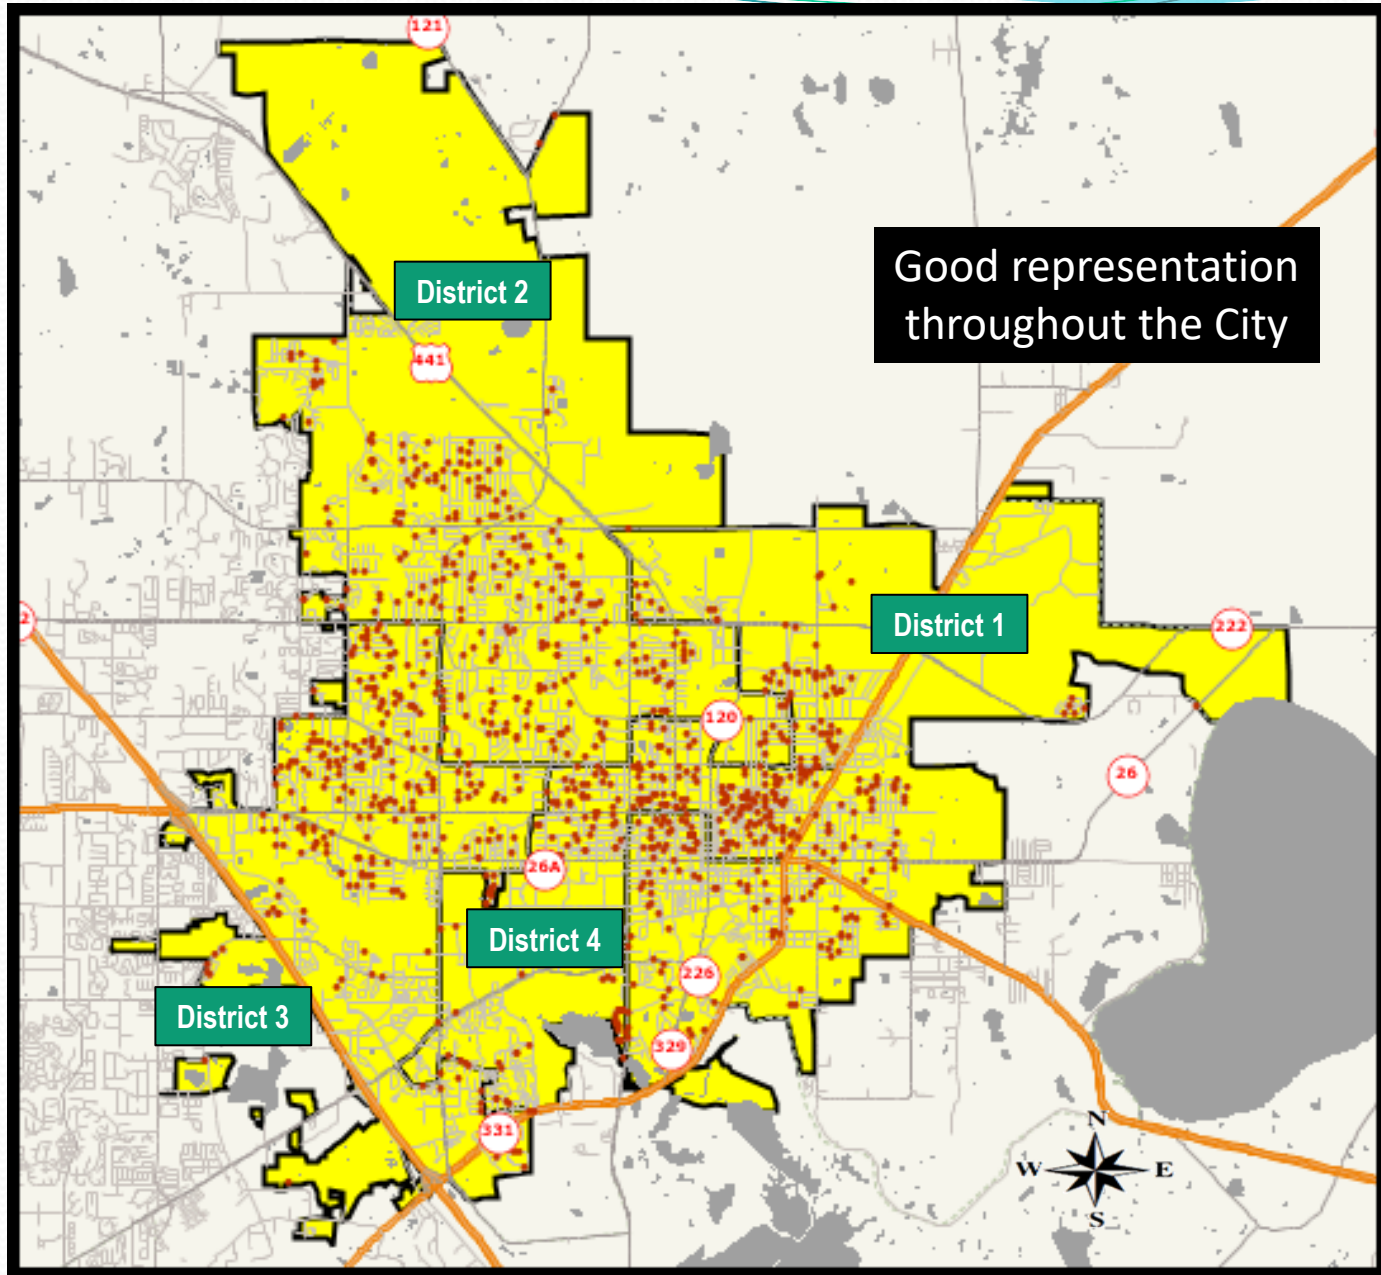 121
Good representation
throughout the City
District 2
441
District 1
222
120
26
26A
District 4
226
District 3
329
331
N
W E
S
2